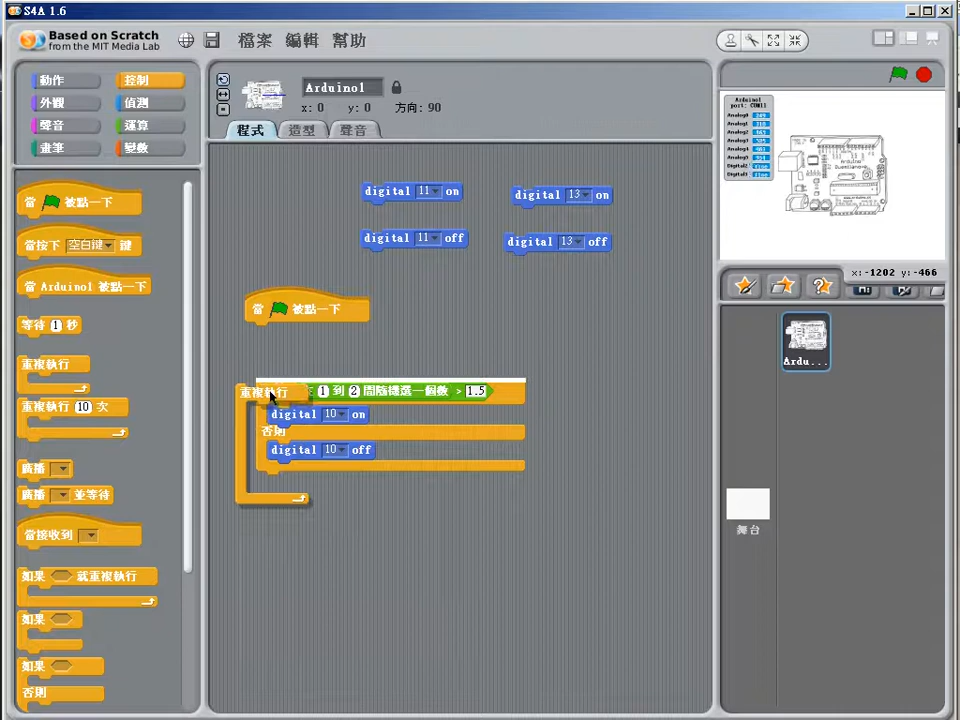 S4A 1.6
Based on Scratch
from the MIT Media Lab
檔案 編輯 幫助
動作 控制
外觀 偵測
聲音 運算
畫筆 變數
Arduino1
x: 0 y: 0 方向: 90
程式 造型 聲音
當 被點一下
當按下 空白鍵 鍵
當 Arduino1 被點一下
等待 1 秒
重複執行
重複執行 10 次
廣播
廣播 並等待
當接收到
如果 就重複執行
如果
如果
否則
digital 11 on
digital 13 on
digital 11 off
digital 13 off
當 被點一下
重複執行 1 到 2 間隨機選一個數 > 1.5
digital 10 on
否則
digital 10 off
Arduino1
port: COM11
x: -1202 y: -466
Ardu...
舞台